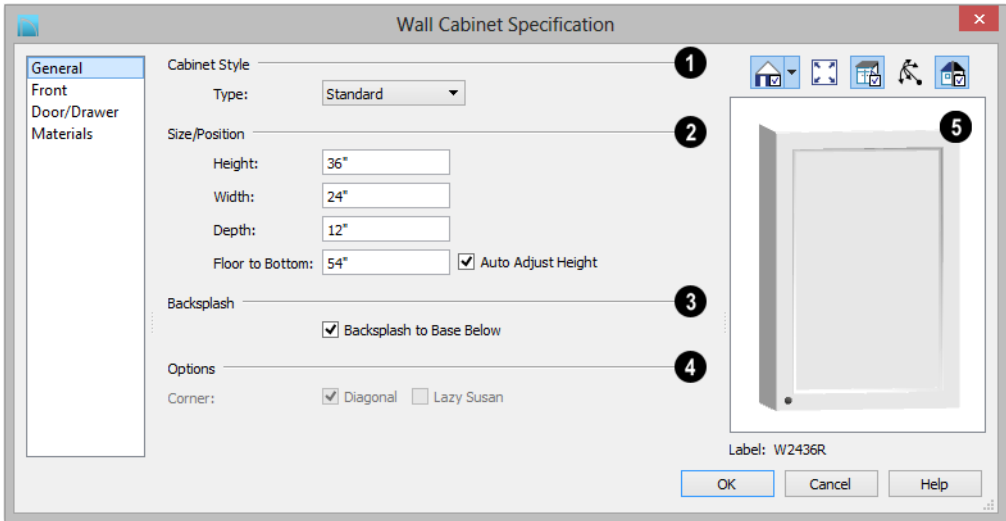 Wall Cabinet Specification
×
General
Front
Door/Drawer
Materials
Cabinet Style
1
Type:
Standard
Size/Position
2
Height:
36"
Width:
24"
Depth:
12"
Floor to Bottom:
54"
Auto Adjust Height
Backsplash
3
Backsplash to Base Below
Options
4
Corner:
Diagonal
Lazy Susan
5
Label: W2436R
OK
Cancel
Help